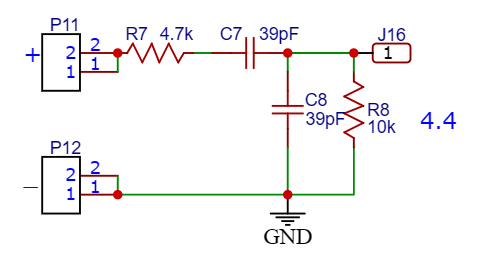 P11
R7 4.7k
C7 39pF
J16
+
2 2
1 1
1
C8
39pF
R8
10k
4.4
P12
2 2
1 1
–
GND